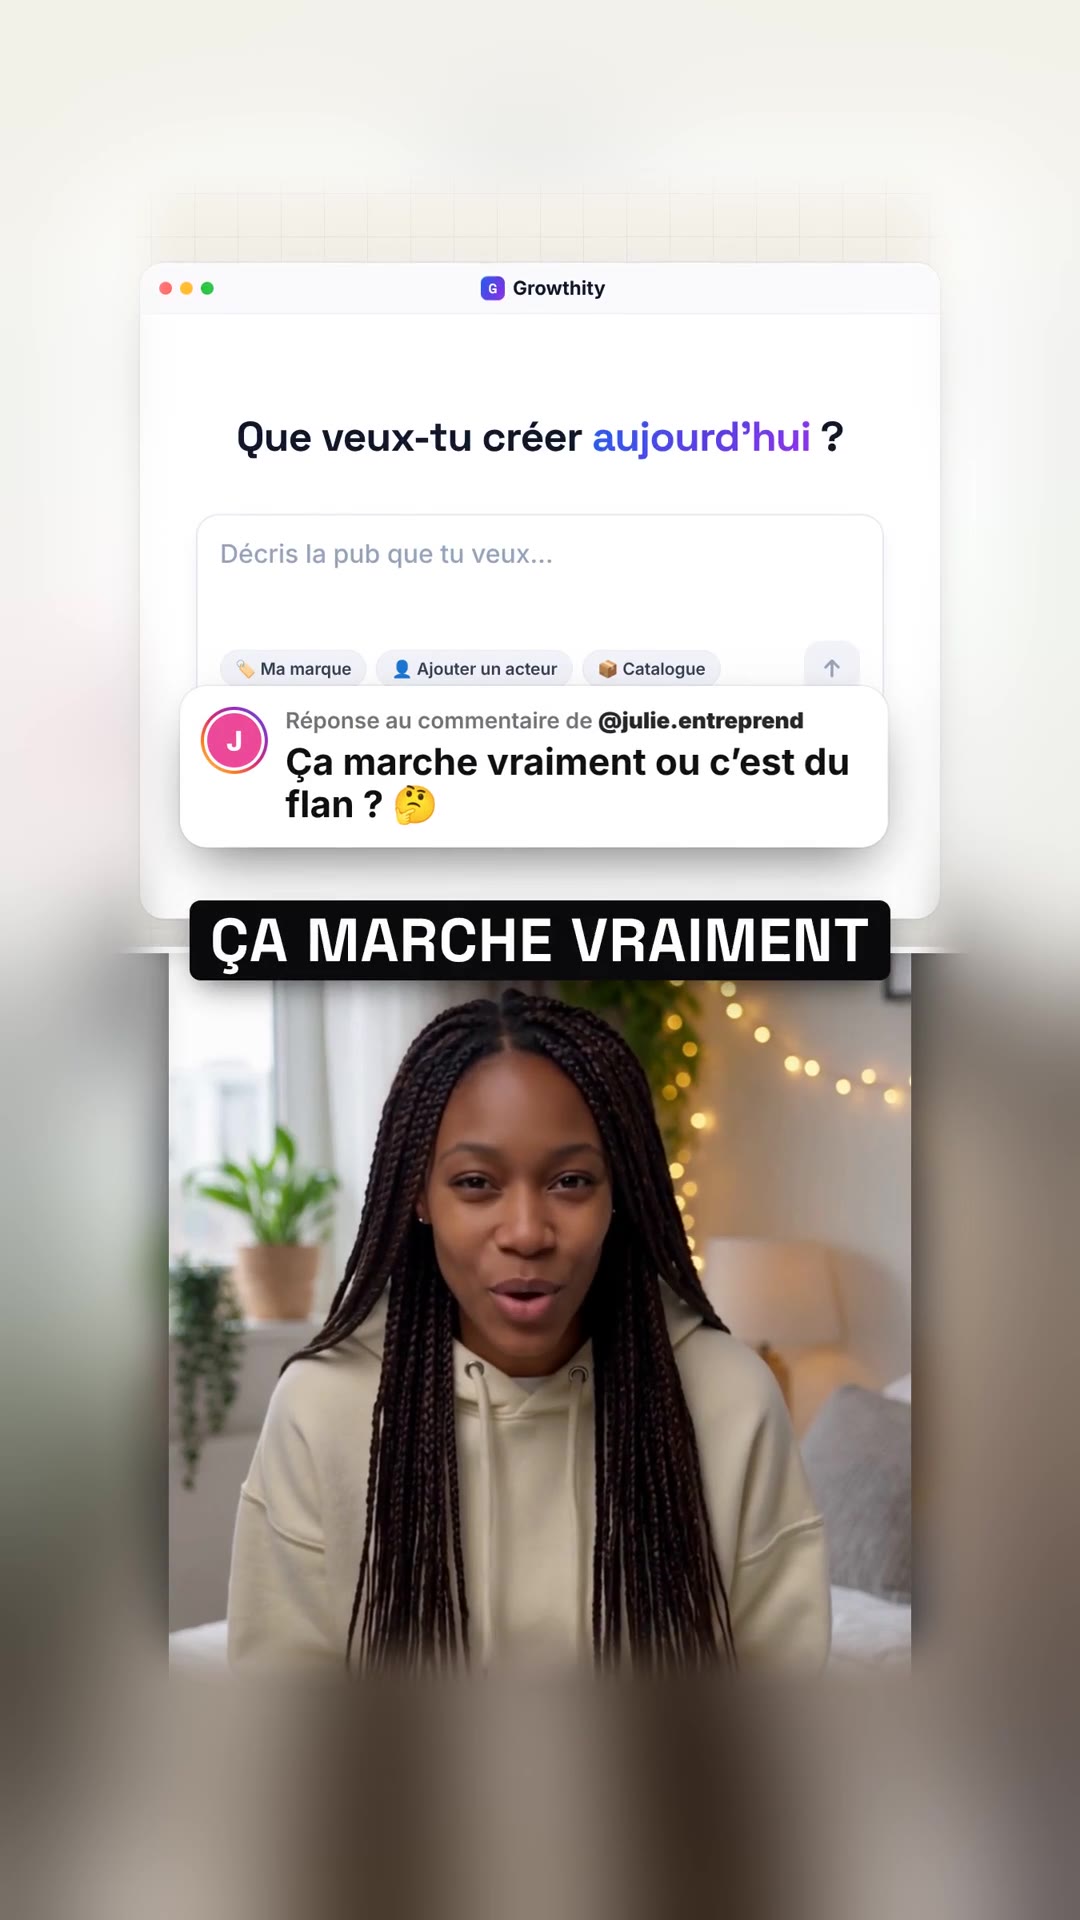 G Growthity
Que veux-tu créer aujourd’hui ?
Décris la pub que tu veux...
🏷️ Ma marque 👤 Ajouter un acteur 📦 Catalogue
J
Réponse au commentaire de @julie.entreprend
Ça marche vraiment ou c’est du
flan ? 🤔
ÇA MARCHE VRAIMENT